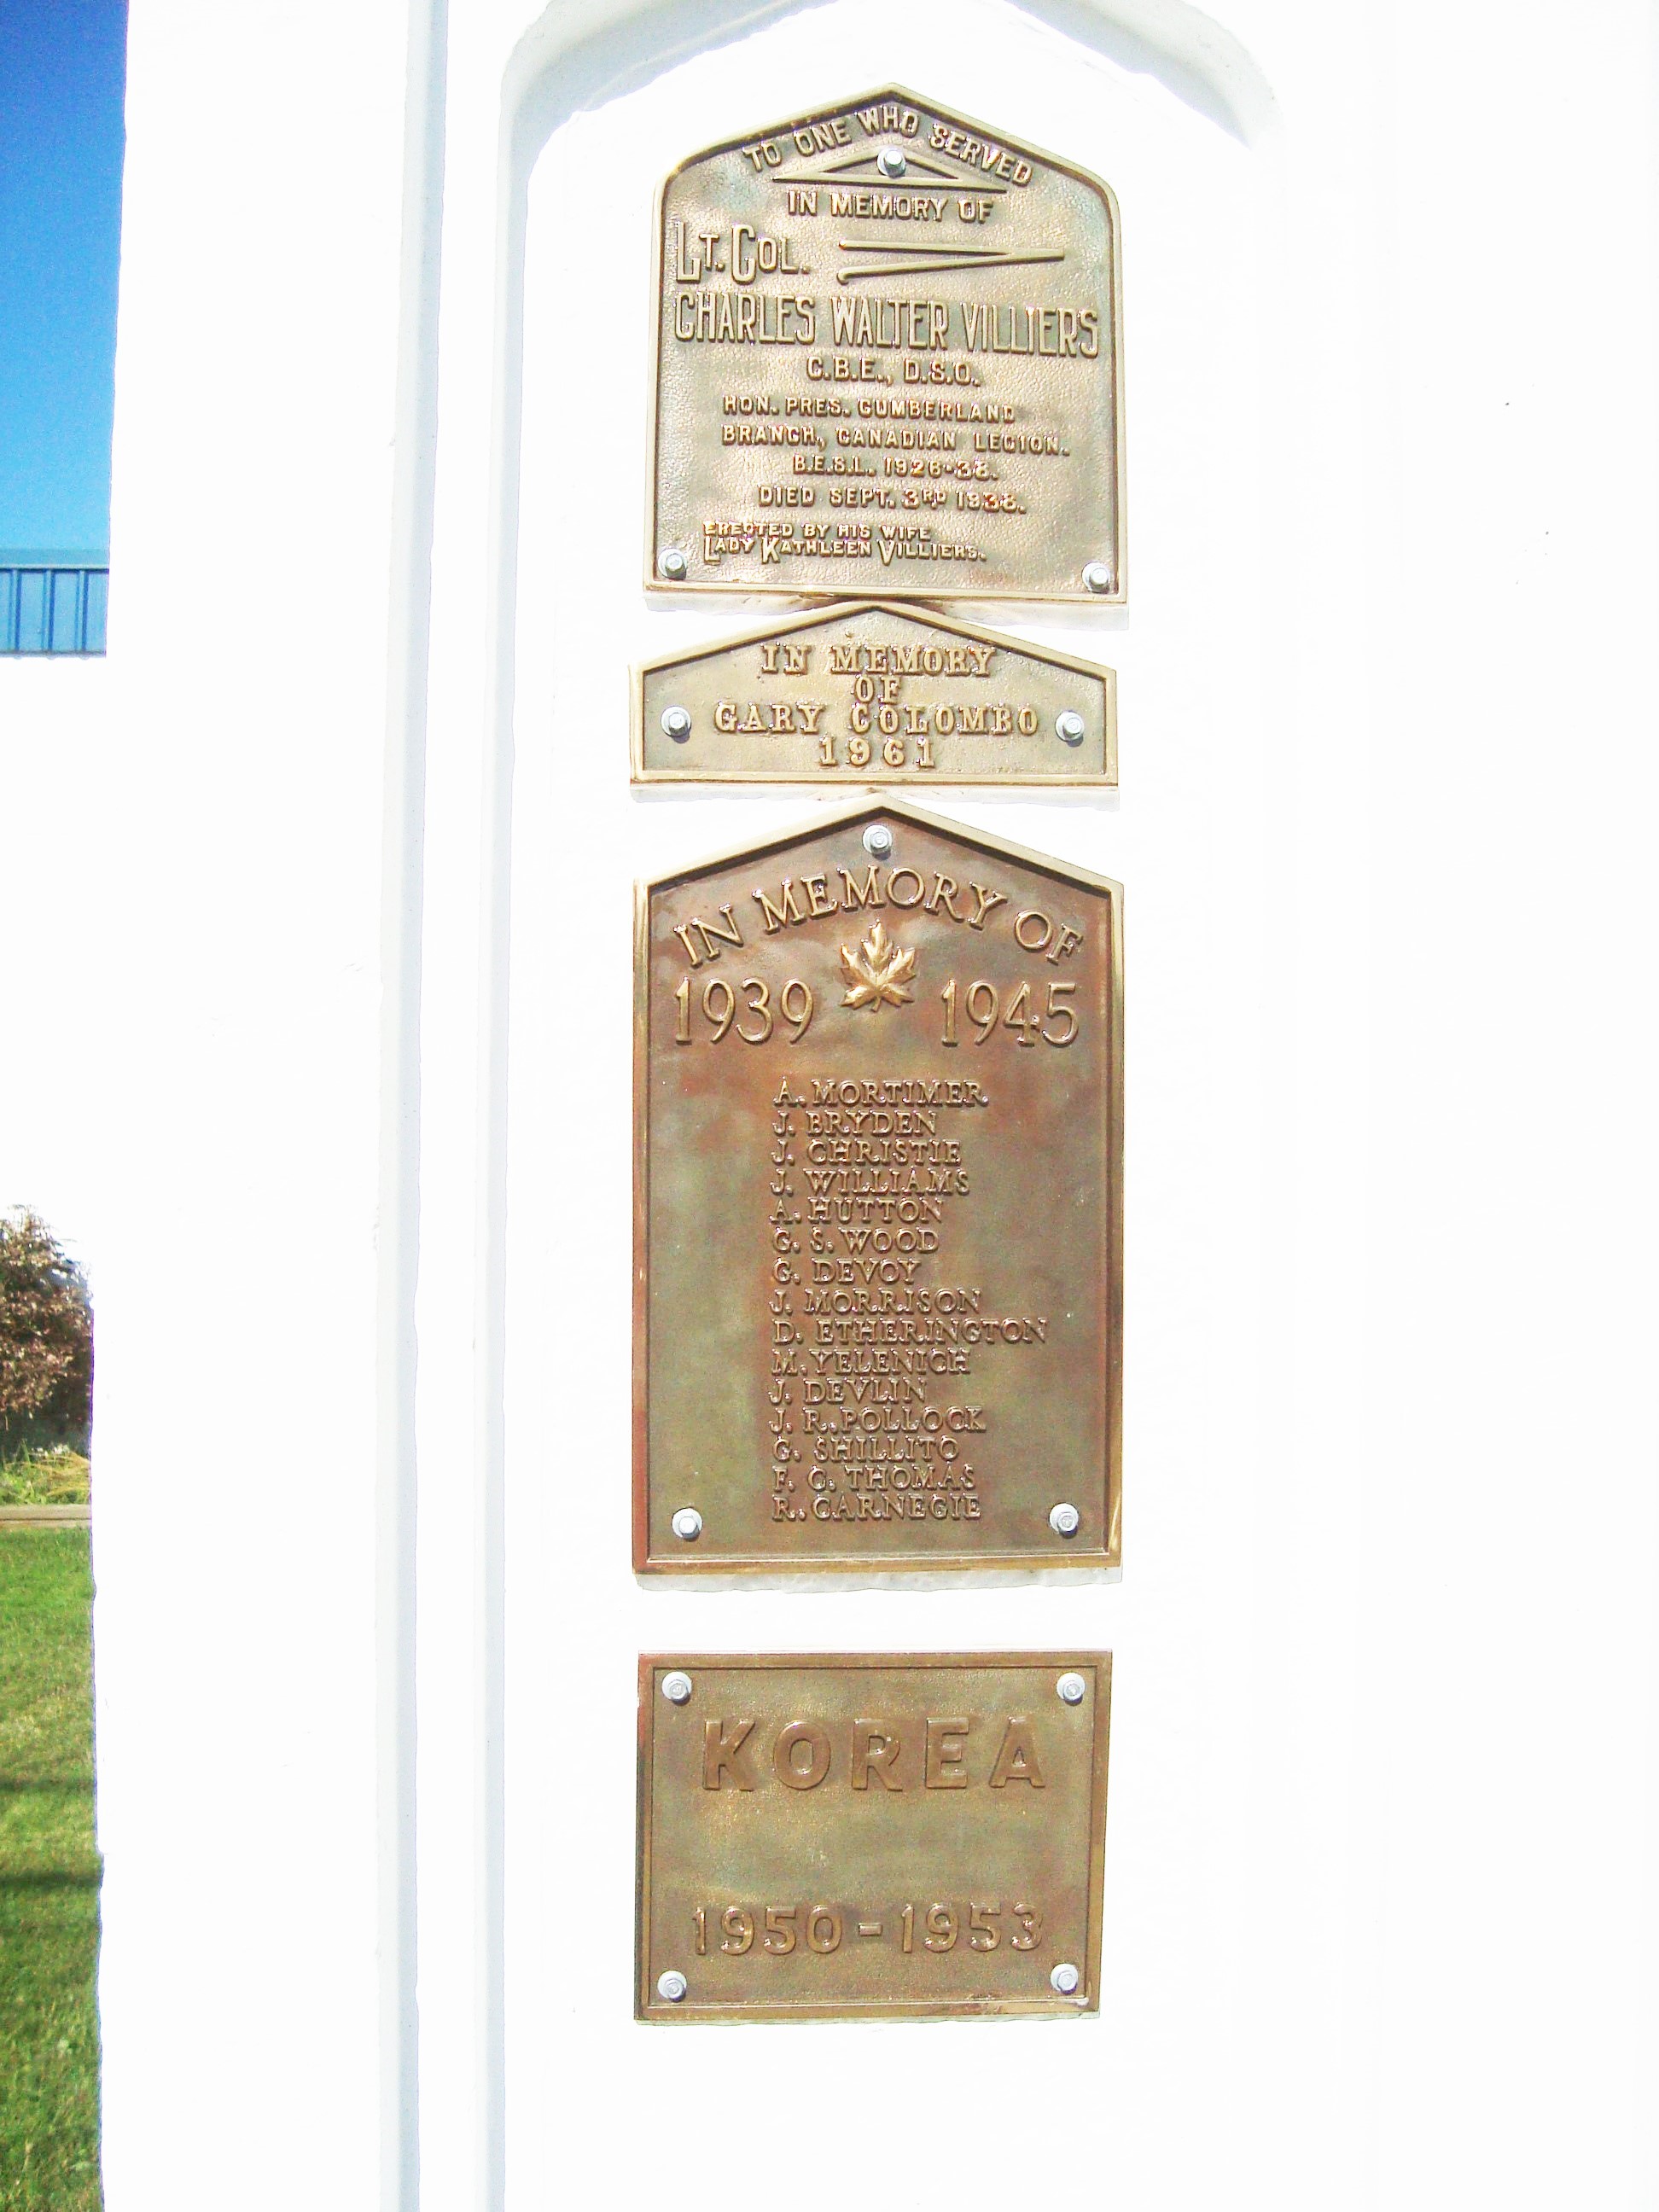 TO ONE WHO SERVED
IN MEMORY OF
LT. COL.
CHARLES WALTER VILLIERS
C.B.E., D.S.O.
HON. PRES. CUMBERLAND
BRANCH, CANADIAN LEGION.
B.E.S.L. 1926-38.
DIED SEPT. 3RD 1938.
ERECTED BY HIS WIFE
LADY KATHLEEN VILLIERS.
IN MEMORY
OF
GARY COLOMBO
1961
IN MEMORY OF
1939 1945
A. MORTIMER
J. BRYDEN
J. CHRISTIE
J. WILLIAMS
A. HUTTON
G. S. WOOD
G. DEVOY
J. MORRISON
D. ETHERINGTON
M. YELENICH
J. DEVLIN
J. R. POLLOCK
G. SHILLITO
F. C. THOMAS
R. CARNEGIE
KOREA
1950-1953